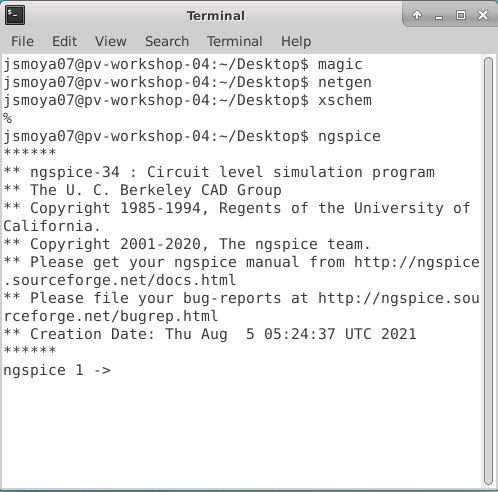 Terminal
File Edit View Search Terminal Help
jsmoya07@pv-workshop-04:~/Desktop$ magic
jsmoya07@pv-workshop-04:~/Desktop$ netgen
jsmoya07@pv-workshop-04:~/Desktop$ xschem
%
jsmoya07@pv-workshop-04:~/Desktop$ ngspice
******
** ngspice-34 : Circuit level simulation program
** The U. C. Berkeley CAD Group
** Copyright 1985-1994, Regents of the University of
California.
** Copyright 2001-2020, The ngspice team.
** Please get your ngspice manual from http://ngspice
.sourceforge.net/docs.html
** Please file your bug-reports at http://ngspice.sou
rceforge.net/bugrep.html
** Creation Date: Thu Aug  5 05:24:37 UTC 2021
******
ngspice 1 ->